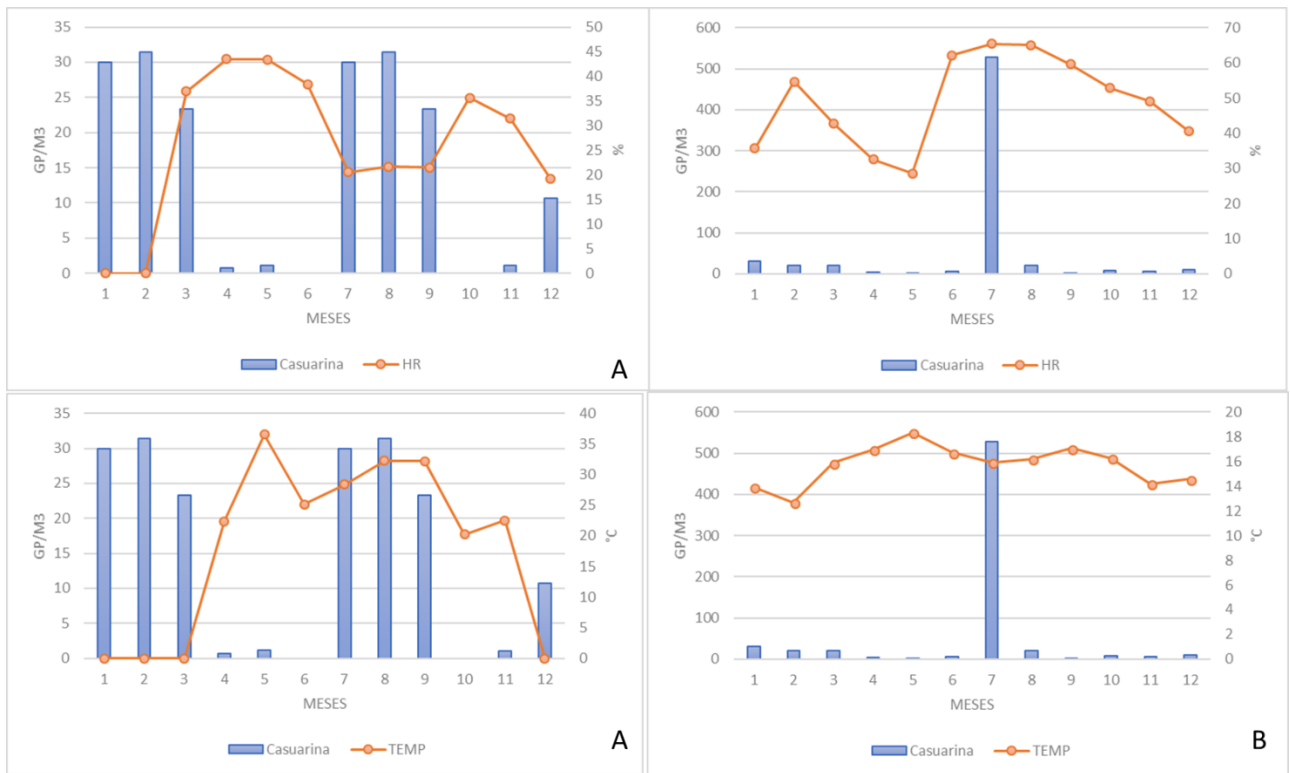 35 50
30 45
25 40
20 35
15 30
10 25
5 20
0 15
10
5
0
GP/M3
%
1 2 3 4 5 6 7 8 9 10 11 12
MESES
Casuarina HR
A
600 70
500 60
400 50
300 40
200 30
100 20
0 10
0
GP/M3
%
1 2 3 4 5 6 7 8 9 10 11 12
MESES
Casuarina HR
35 40
30 35
25 30
20 25
15 20
10 15
5 10
0 5
0
GP/M3
°C
1 2 3 4 5 6 7 8 9 10 11 12
MESES
Casuarina TEMP
A
600 20
500 18
400 16
300 14
200 12
100 10
0 8
6
4
2
0
GP/M3
°C
1 2 3 4 5 6 7 8 9 10 11 12
MESES
Casuarina TEMP
B